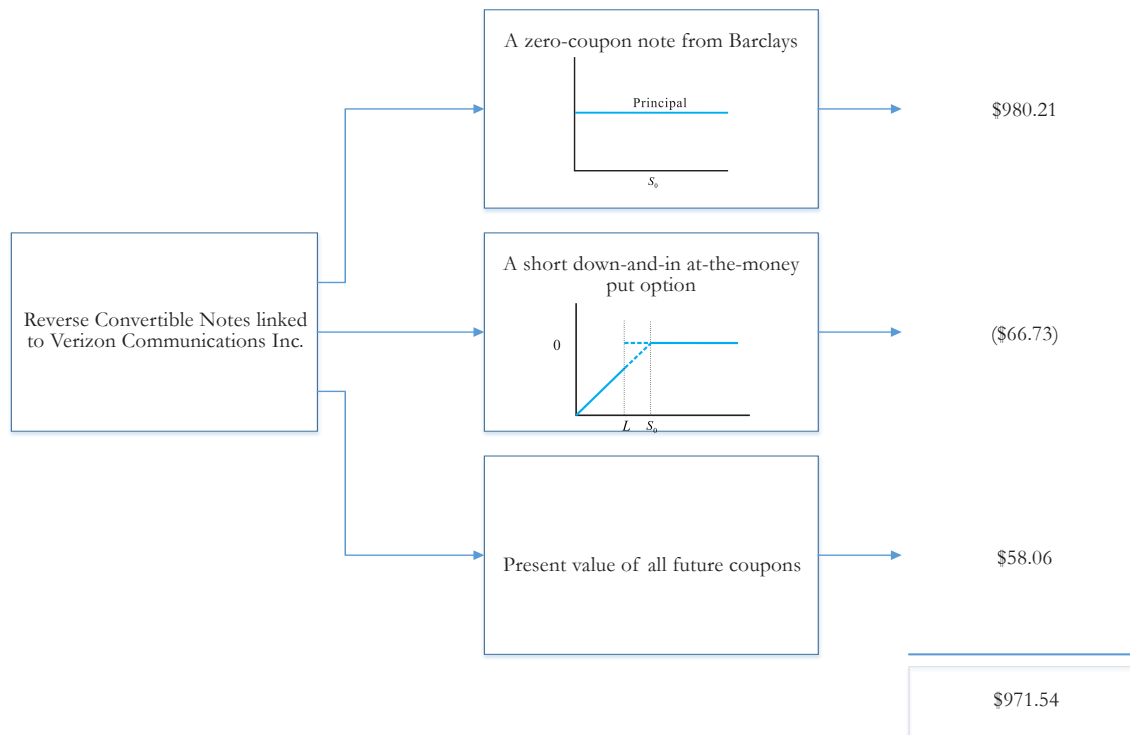 A zero-coupon note from Barclays
Principal
S₀
$980.21
Reverse Convertible Notes linked
to Verizon Communications Inc.
A short down-and-in at-the-money
put option
0
L
S₀
($66.73)
Present value of all future coupons
$58.06
$971.54